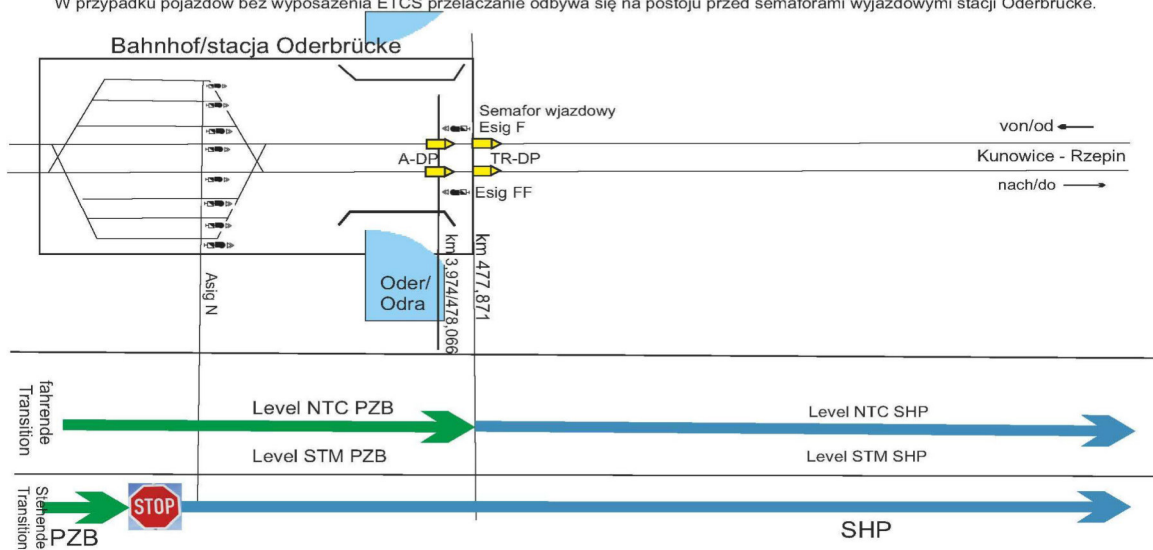 W przypadku pojazdów bez wyposażenia ETCS przełączanie odbywa się na postoju przed semaforami wyjazdowymi stacji Oderbrücke.
Bahnhof/stacja Oderbrücke
Semafor wjazdowy
Esig F
von/od
A-DP
TR-DP
Kunowice - Rzepin
nach/do
Esig FF
km 3,974/478,066
km 477,871
Asig N
Oder/
Odra
fahrende
Transition
Level NTC PZB
Level NTC SHP
Level STM PZB
Level STM SHP
Stehende
Transition
STOP
PZB
SHP